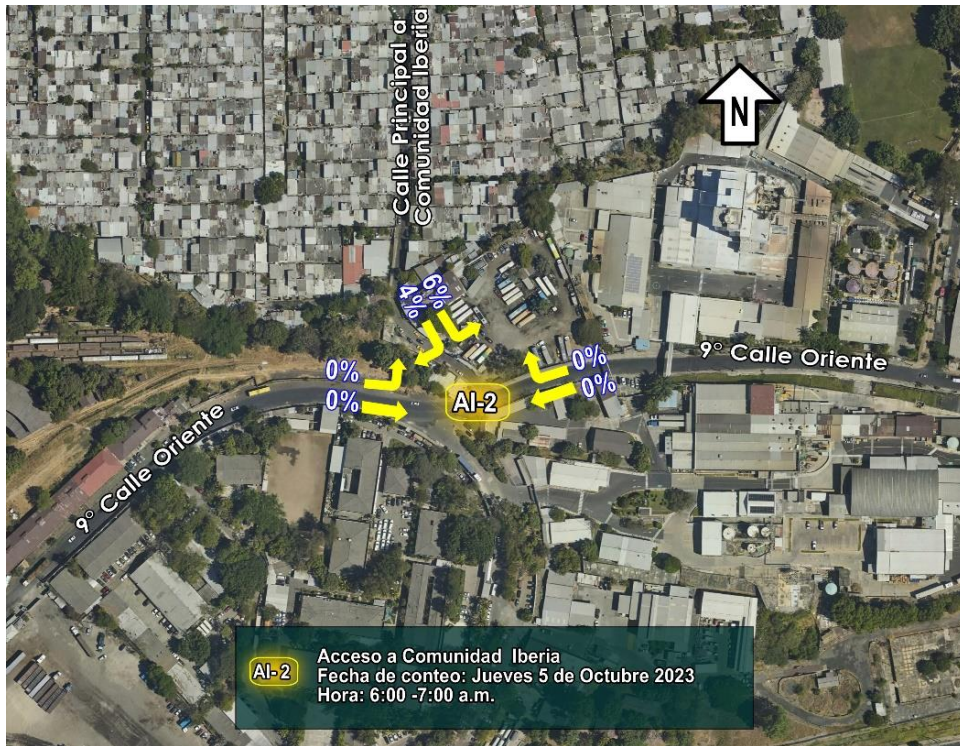 Calle Principal a
Comunidad Iberia
N
6%
4%
0%
0%
0%
0%
AI-2
9° Calle Oriente
9° Calle Oriente
AI-2
Acceso a Comunidad Iberia
Fecha de conteo: Jueves 5 de Octubre 2023
Hora: 6:00 -7:00 a.m.